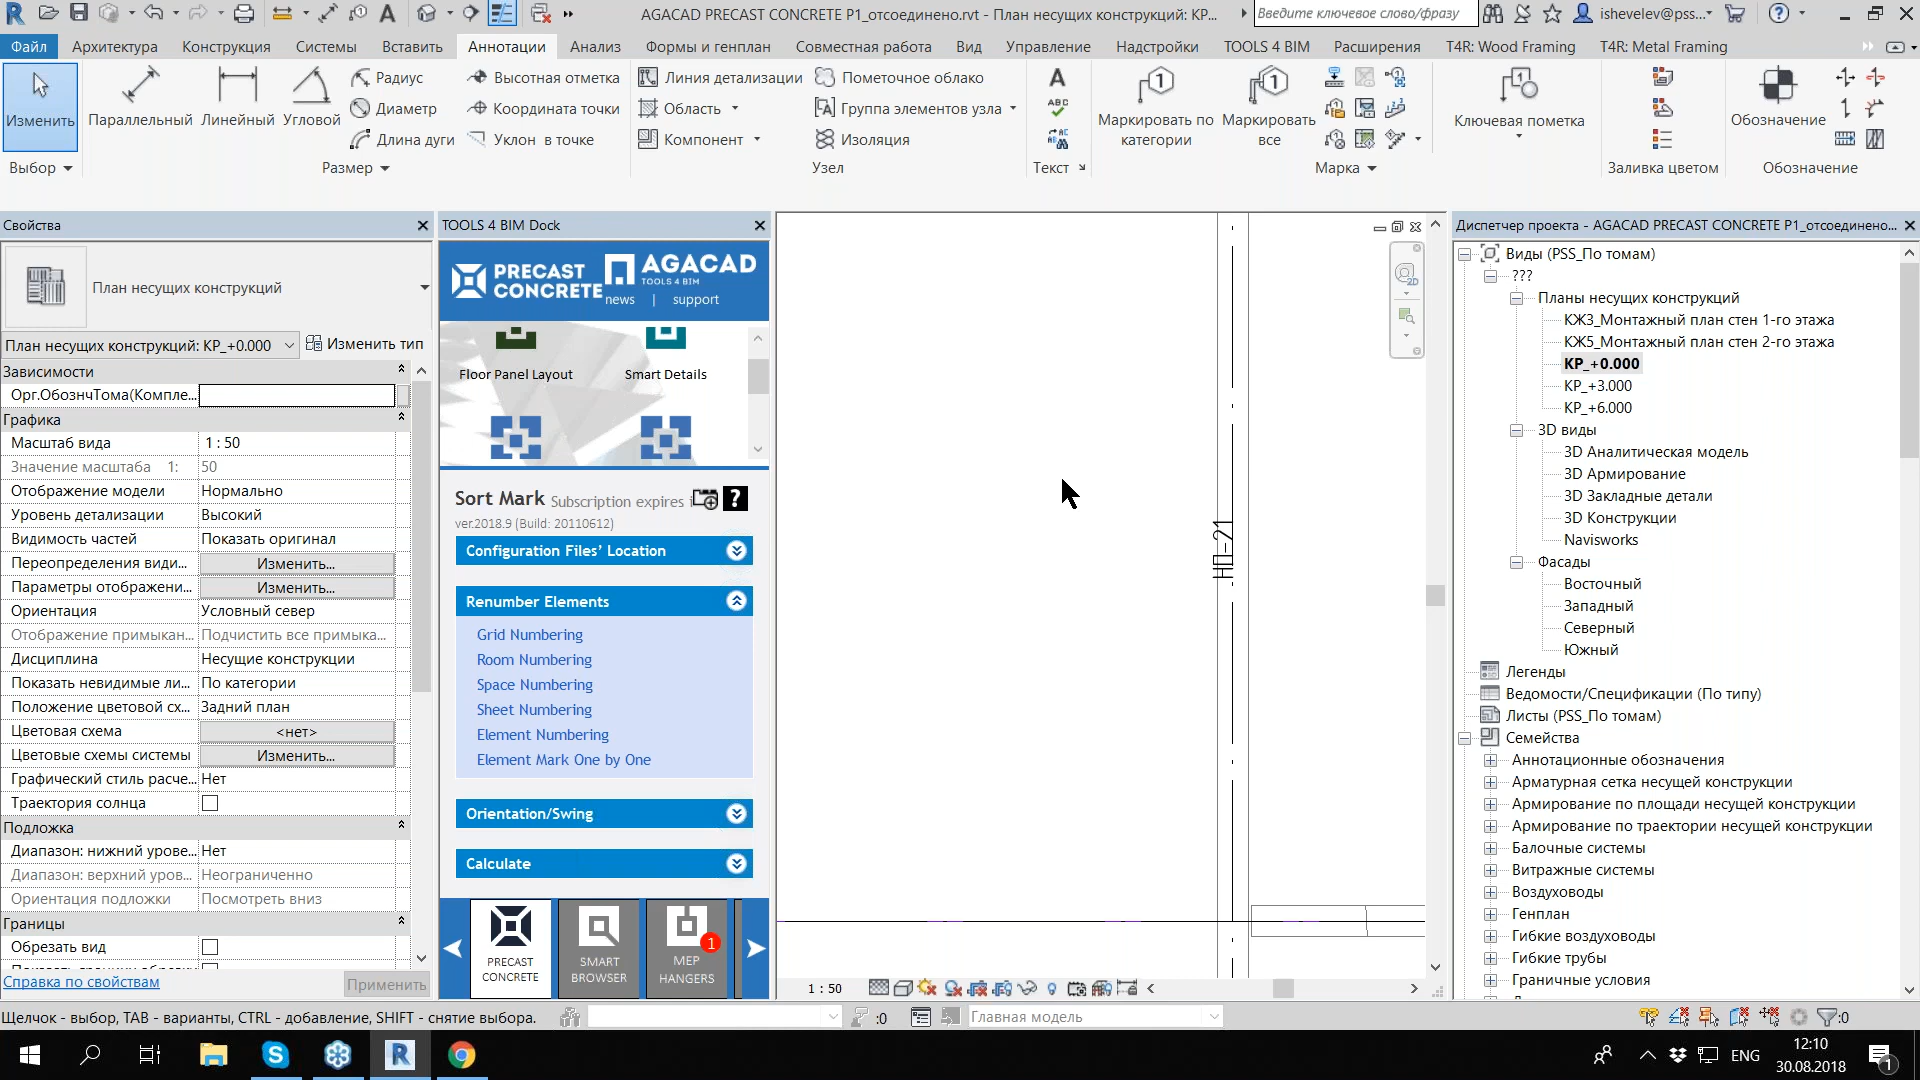 AGACAD PRECAST CONCRETE P1_отсоединено.rvt - План несущих конструкций: КР...
Введите ключевое слово/фразу
ishevelev@pss...
Файл
Архитектура
Конструкция
Системы
Вставить
Аннотации
Анализ
Формы и генплан
Совместная работа
Вид
Управление
Надстройки
TOOLS 4 BIM
Расширения
T4R: Wood Framing
T4R: Metal Framing
Изменить
Параллельный
Линейный
Угловой
Радиус
Диаметр
Длина дуги
Высотная отметка
Координата точки
Уклон в точке
Линия детализации
Область
Компонент
Пометочное облако
Группа элементов узла
Изоляция
Маркировать по категории
Маркировать все
Ключевая пометка
Обозначение
Выбор
Размер
Узел
Текст
Марка
Заливка цветом
Обозначение
Свойства
План несущих конструкций
План несущих конструкций: КР_+0.000
Изменить тип
Зависимости
Орг.ОбознчТома(Компле...
Графика
Масштаб вида 1 : 50
Значение масштаба 1: 50
Отображение модели Нормально
Уровень детализации Высокий
Видимость частей Показать оригинал
Переопределения види... Изменить...
Параметры отображени... Изменить...
Ориентация Условный север
Отображение примыкан... Подчистить все примыка...
Дисциплина Несущие конструкции
Показать невидимые ли... По категории
Положение цветовой сх... Задний план
Цветовая схема <нет>
Цветовые схемы системы Изменить...
Графический стиль расче... Нет
Траектория солнца
Подложка
Диапазон: нижний урове... Нет
Диапазон: верхний уров... Неограниченно
Ориентация подложки Посмотреть вниз
Границы
Обрезать вид
Справка по свойствам
Применить
TOOLS 4 BIM Dock
PRECAST CONCRETE
AGACAD
TOOLS 4 BIM
news | support
Floor Panel Layout
Smart Details
Sort Mark Subscription expires i
ver.2018.9 (Build: 20110612)
Configuration Files' Location
Renumber Elements
Grid Numbering
Room Numbering
Space Numbering
Sheet Numbering
Element Numbering
Element Mark One by One
Orientation/Swing
Calculate
PRECAST CONCRETE
SMART BROWSER
MEP HANGERS
1
НП-21
1 : 50
Диспетчер проекта - AGACAD PRECAST CONCRETE P1_отсоединено...
Виды (PSS_По томам)
???
Планы несущих конструкций
КЖ3_Монтажный план стен 1-го этажа
КЖ5_Монтажный план стен 2-го этажа
КР_+0.000
КР_+3.000
КР_+6.000
3D виды
3D Аналитическая модель
3D Армирование
3D Закладные детали
3D Конструкции
Navisworks
Фасады
Восточный
Западный
Северный
Южный
Легенды
Ведомости/Спецификации (По типу)
Листы (PSS_По томам)
Семейства
Аннотационные обозначения
Арматурная сетка несущей конструкции
Армирование по площади несущей конструкции
Армирование по траектории несущей конструкции
Балочные системы
Витражные системы
Воздуховоды
Генплан
Гибкие воздуховоды
Гибкие трубы
Граничные условия
Щелчок - выбор, TAB - варианты, CTRL - добавление, SHIFT - снятие выбора.
:0
Главная модель
:0
ENG
12:10
30.08.2018
1